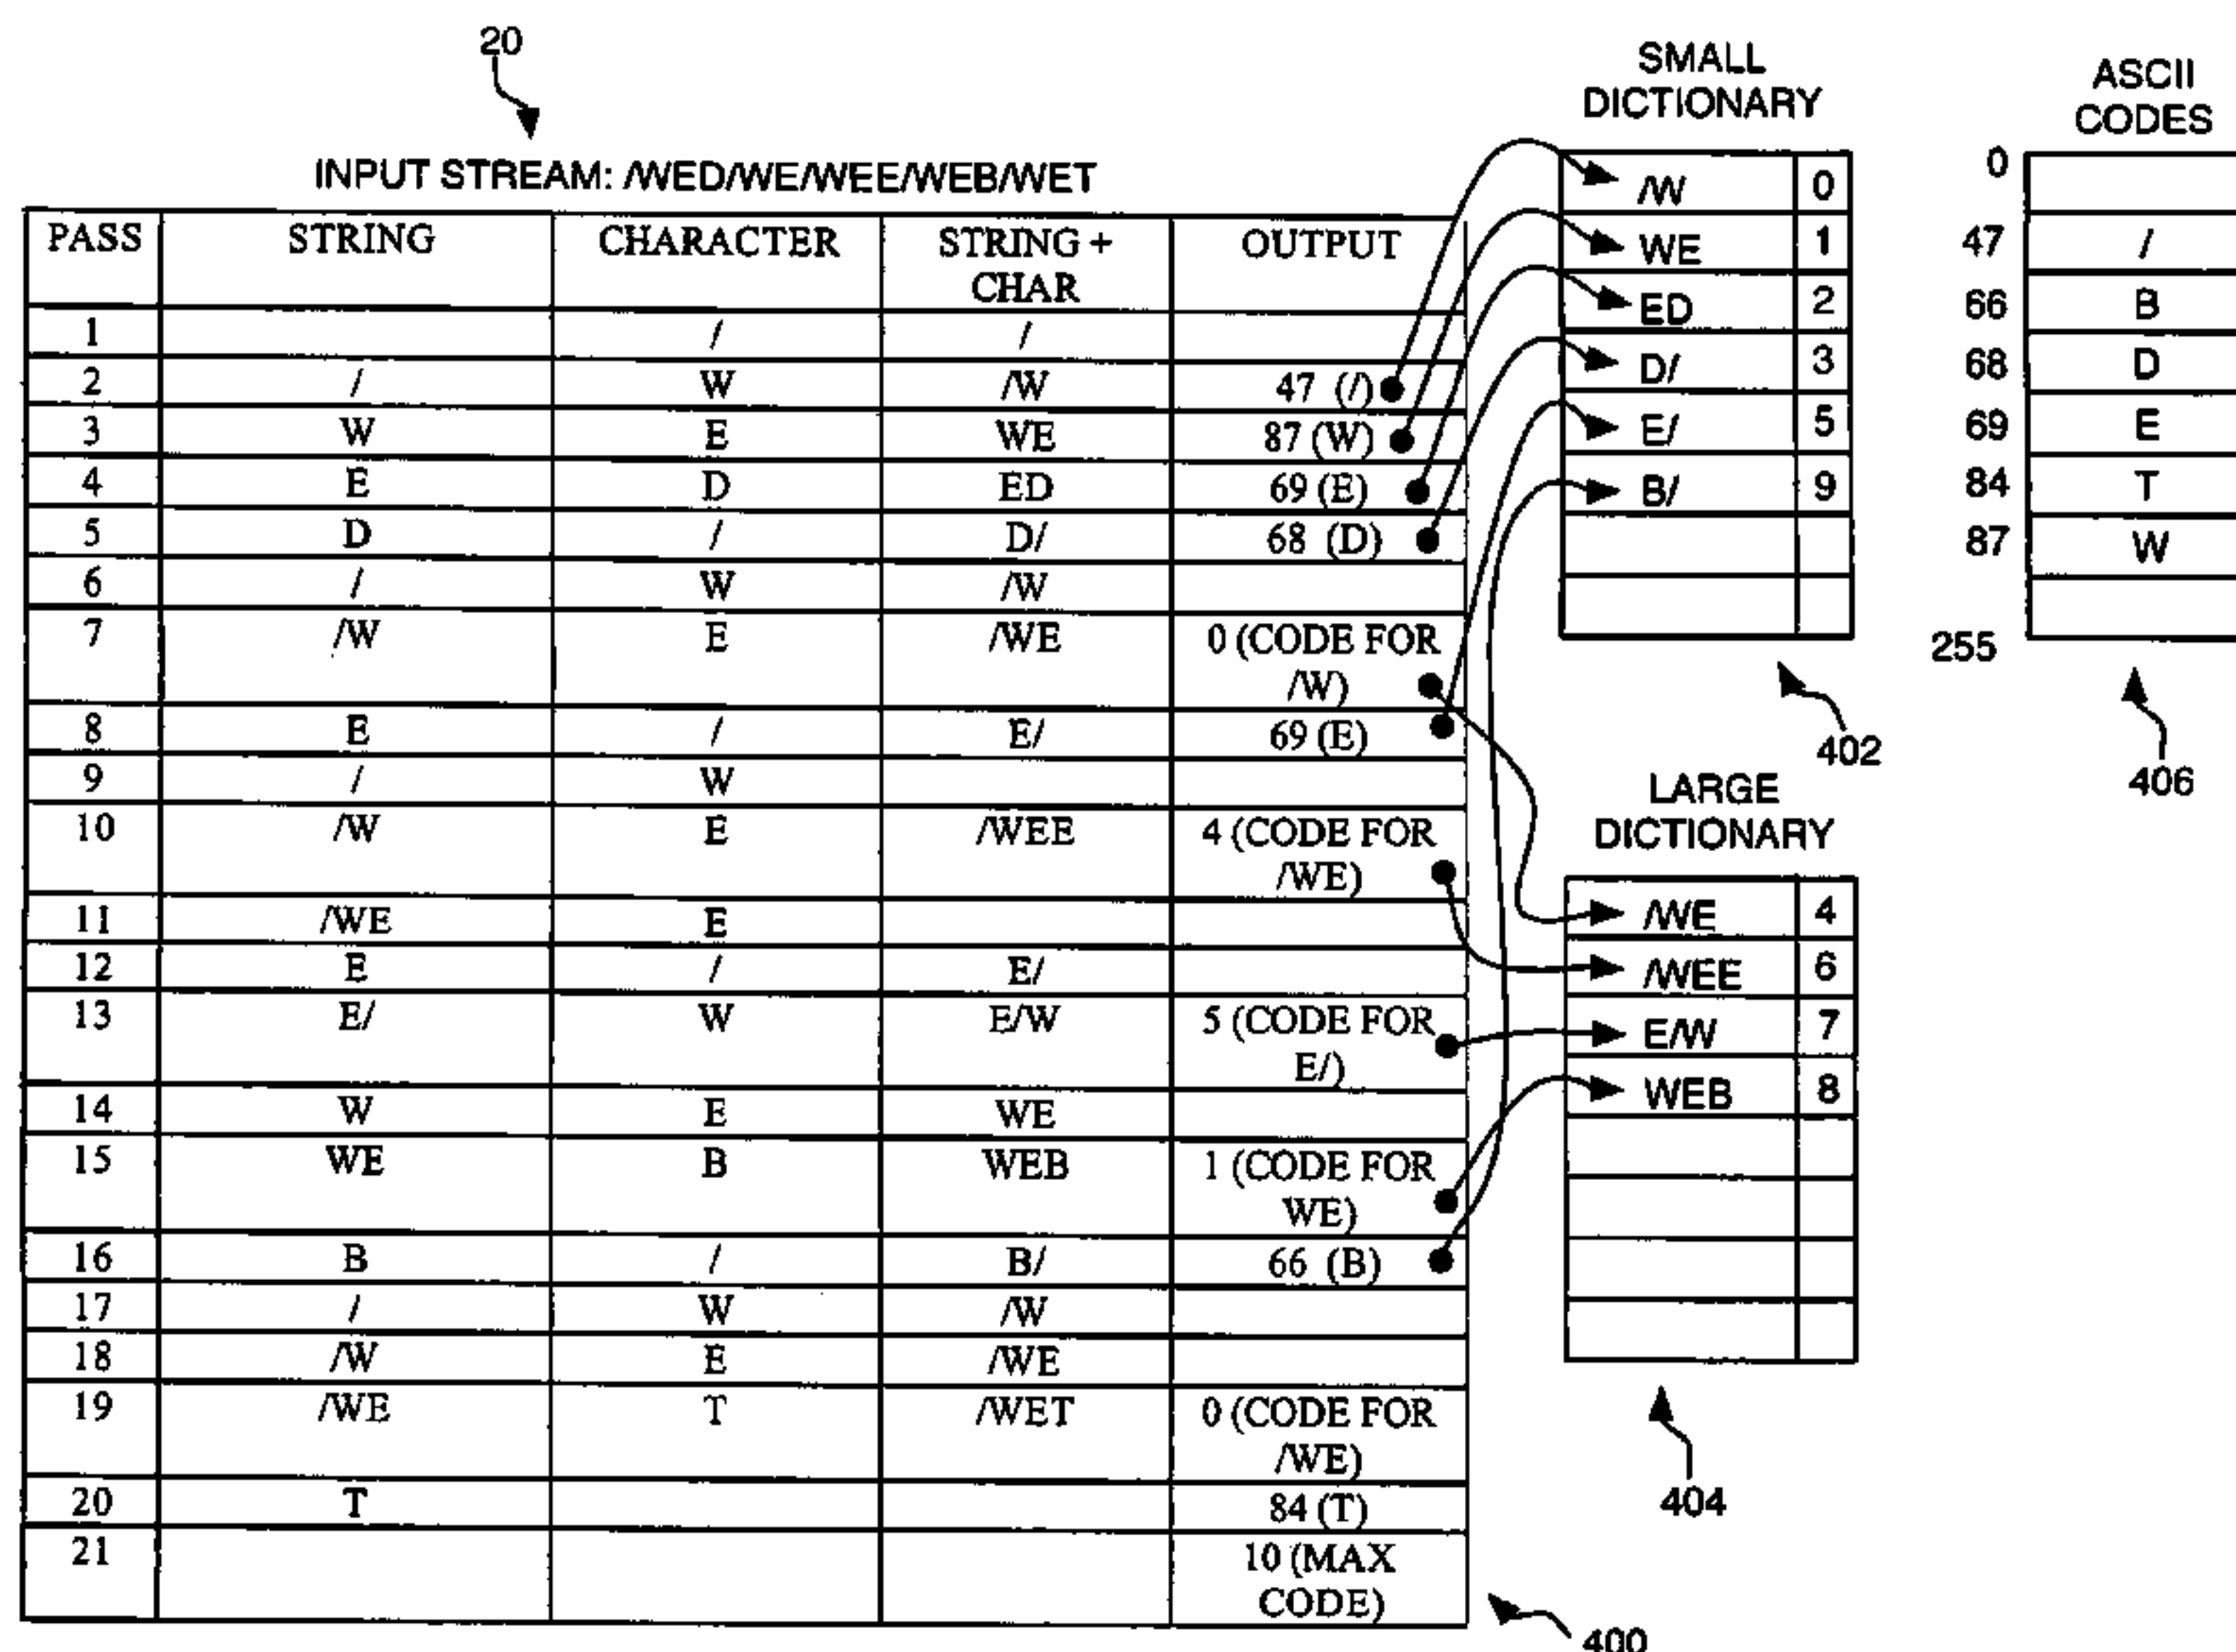 20
INPUT STREAM: /WED/WE/WEE/WEB/WET
PASS STRING CHARACTER STRING + CHAR OUTPUT
1 / /
2 / W /W 47 (/)
3 W E WE 87 (W)
4 E D ED 69 (E)
5 D / D/ 68 (D)
6 / W /W
7 /W E /WE 0 (CODE FOR /W)
8 E / E/ 69 (E)
9 / W
10 /W E /WEE 4 (CODE FOR /WE)
11 /WE E
12 E / E/
13 E/ W E/W 5 (CODE FOR E/)
14 W E WE
15 WE B WEB 1 (CODE FOR WE)
16 B / B/ 66 (B)
17 / W /W
18 /W E /WE
19 /WE T /WET 0 (CODE FOR /WE)
20 T 84 (T)
21 10 (MAX CODE)
400
SMALL
DICTIONARY
/W 0
WE 1
ED 2
D/ 3
E/ 5
B/ 9
402
LARGE
DICTIONARY
/WE 4
/WEE 6
E/W 7
WEB 8
404
ASCII
CODES
0
47 /
66 B
68 D
69 E
84 T
87 W
255
406